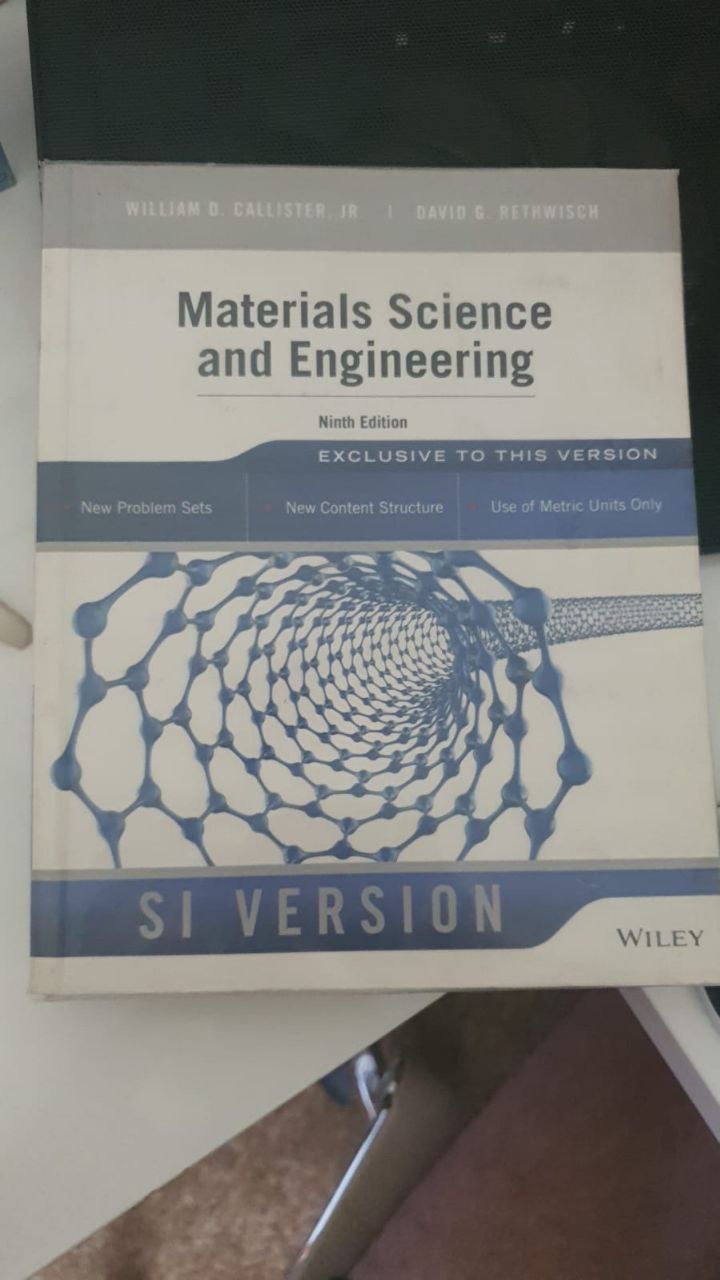 WILLIAM D. CALLISTER, JR. | DAVID G. RETHWISCH
Materials Science
and Engineering
Ninth Edition
EXCLUSIVE TO THIS VERSION
New Problem Sets
New Content Structure
Use of Metric Units Only
SI VERSION
WILEY